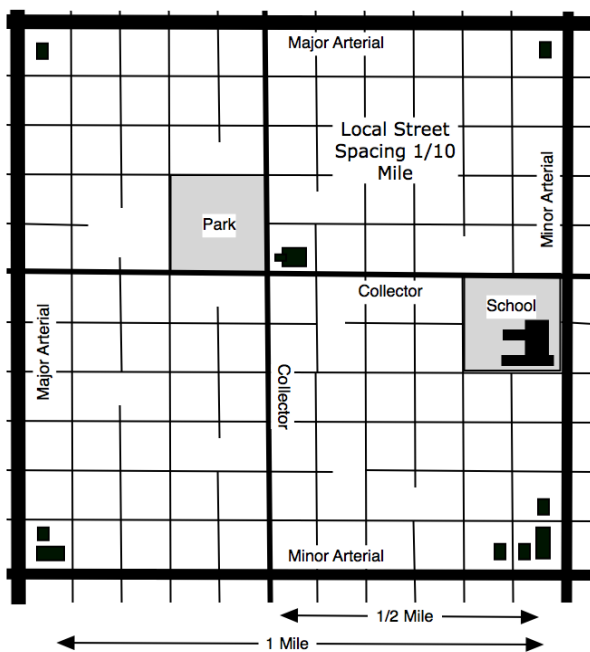 Major Arterial
Local Street
Spacing 1/10
Mile
Minor Arterial
Park
Collector
School
Major Arterial
Collector
Minor Arterial
1/2 Mile
1 Mile